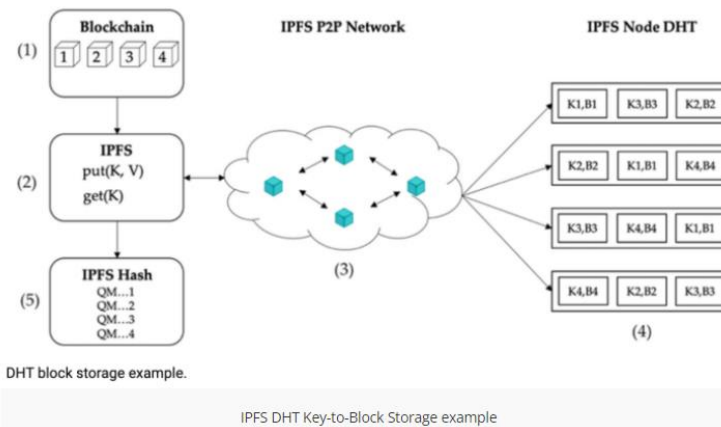 Blockchain
(1)
1 2 3 4
IPFS
put(K, V)
get(K)
(2)
IPFS Hash
QM...1
QM...2
QM...3
QM...4
(5)
IPFS P2P Network
(3)
IPFS Node DHT
K1,B1 K3,B3 K2,B2
K2,B2 K1,B1 K4,B4
K3,B3 K4,B4 K1,B1
K4,B4 K2,B2 K3,B3
(4)
DHT block storage example.
IPFS DHT Key-to-Block Storage example